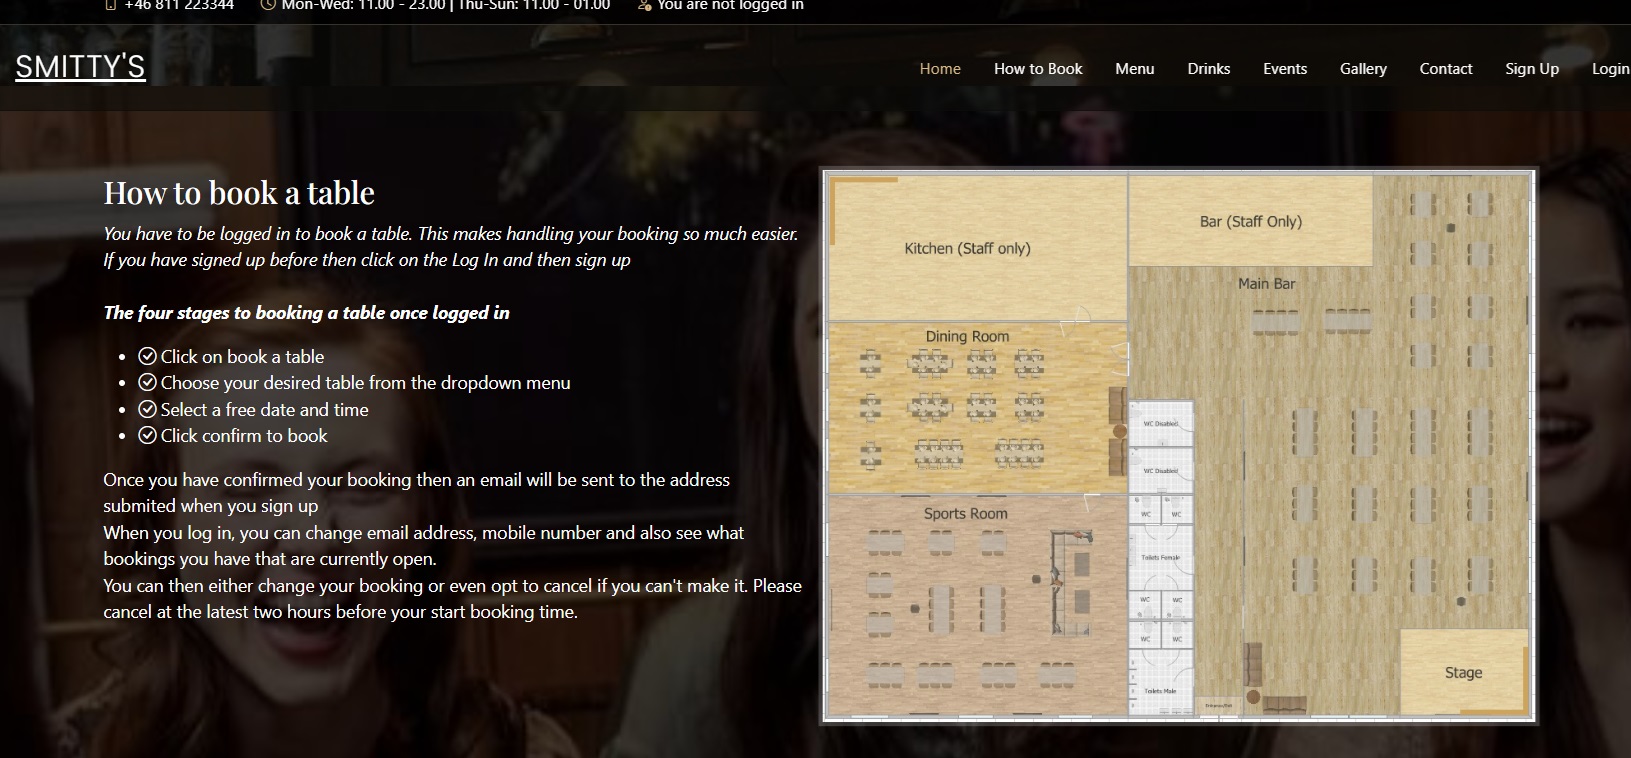 +46 811 223344 Mon-Wed: 11.00 - 23.00 | Thu-Sun: 11.00 - 01.00 You are not logged in
SMITTY'S
Home How to Book Menu Drinks Events Gallery Contact Sign Up Login
How to book a table
You have to be logged in to book a table. This makes handling your booking so much easier.
If you have signed up before then click on the Log In and then sign up
The four stages to booking a table once logged in
Click on book a table
Choose your desired table from the dropdown menu
Select a free date and time
Click confirm to book
Once you have confirmed your booking then an email will be sent to the address
submited when you sign up
When you log in, you can change email address, mobile number and also see what
bookings you have that are currently open.
You can then either change your booking or even opt to cancel if you can't make it. Please
cancel at the latest two hours before your start booking time.
Kitchen (Staff only)
Bar (Staff Only)
Main Bar
Dining Room
WC Disabled
WC Disabled
Sports Room
WC WC
Toilets Female
WC WC
WC WC
Toilets Male
Entrance/Exit
Stage